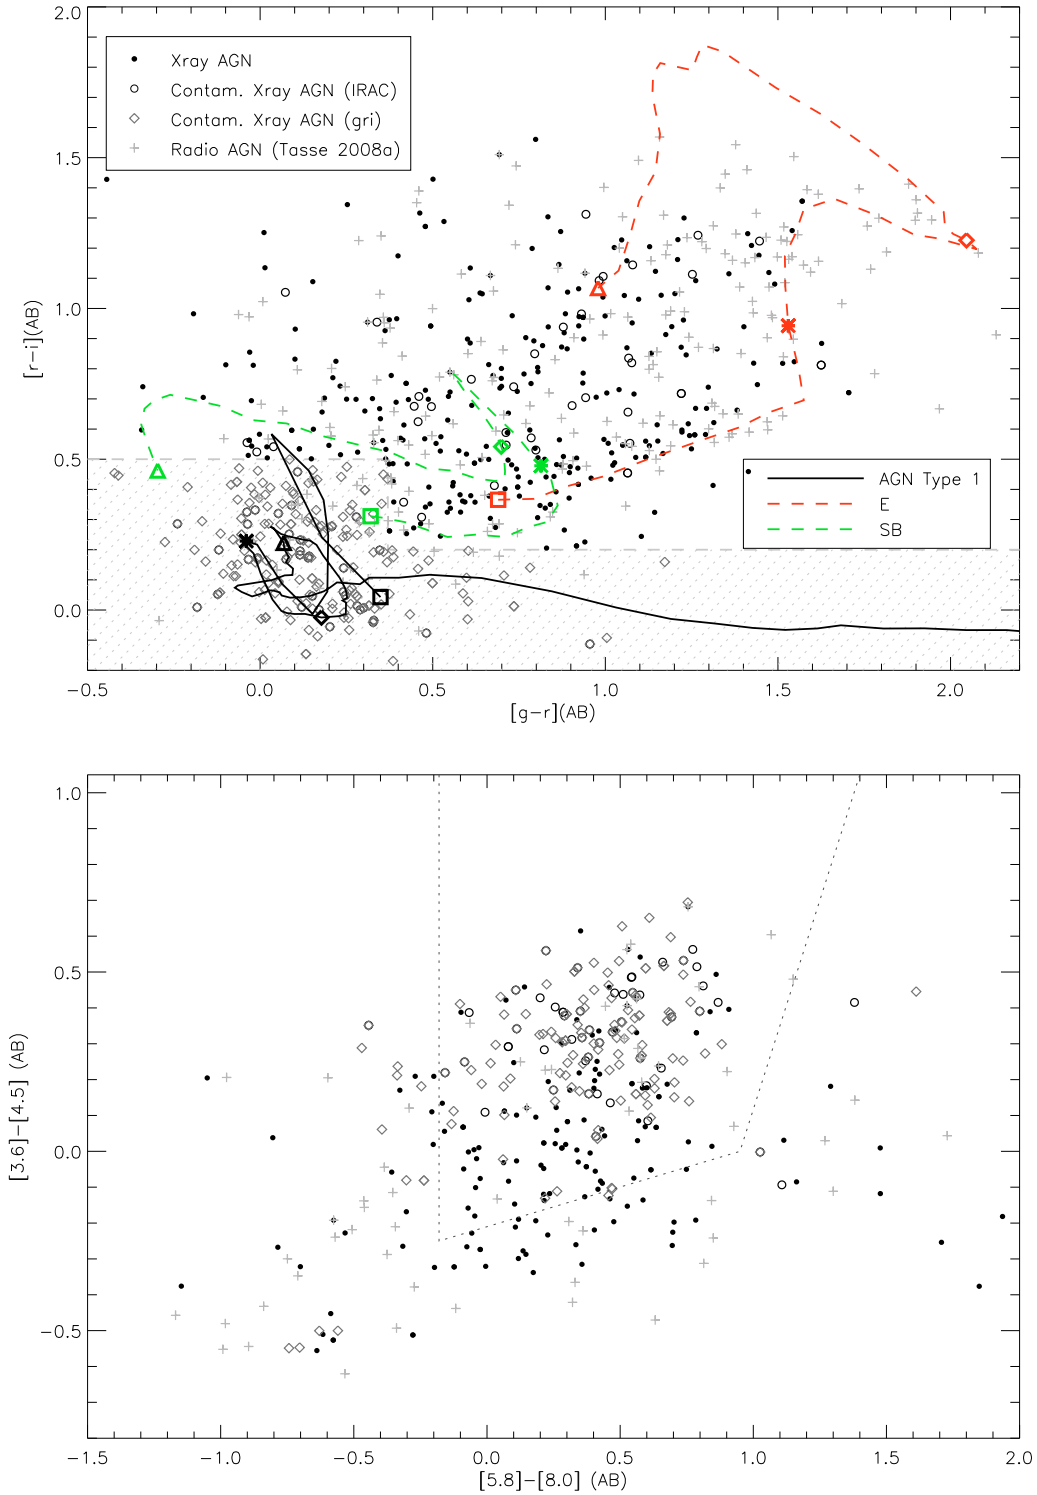 2.0
1.5
1.0
0.5
0.0
[r-i](AB)
Xray AGN
Contam. Xray AGN (IRAC)
Contam. Xray AGN (gri)
Radio AGN (Tasse 2008a)
AGN Type 1
E
SB
-0.5 0.0 0.5 1.0 1.5 2.0
[g-r](AB)
1.0
0.5
0.0
-0.5
[3.6]-[4.5] (AB)
-1.5 -1.0 -0.5 0.0 0.5 1.0 1.5 2.0
[5.8]-[8.0] (AB)